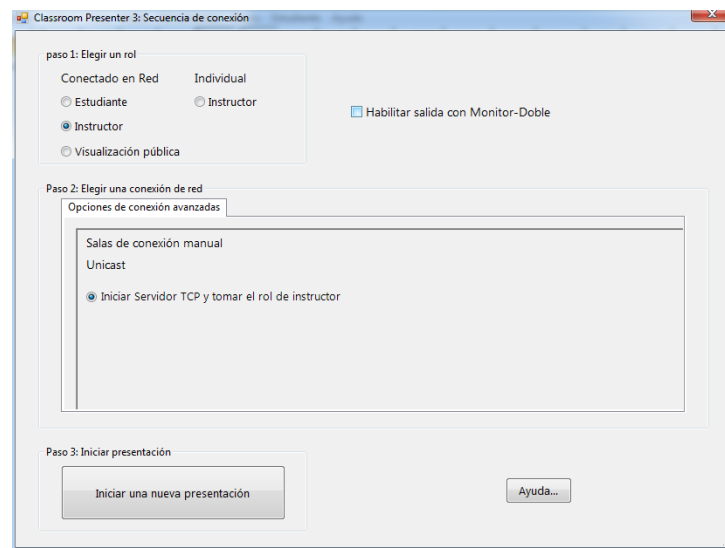 Classroom Presenter 3: Secuencia de conexión
paso 1: Elegir un rol
Conectado en Red Individual
Estudiante Instructor
Habilitar salida con Monitor-Doble
Instructor
Visualización pública
Paso 2: Elegir una conexión de red
Opciones de conexión avanzadas
Salas de conexión manual
Unicast
Iniciar Servidor TCP y tomar el rol de instructor
Paso 3: Iniciar presentación
Iniciar una nueva presentación
Ayuda...